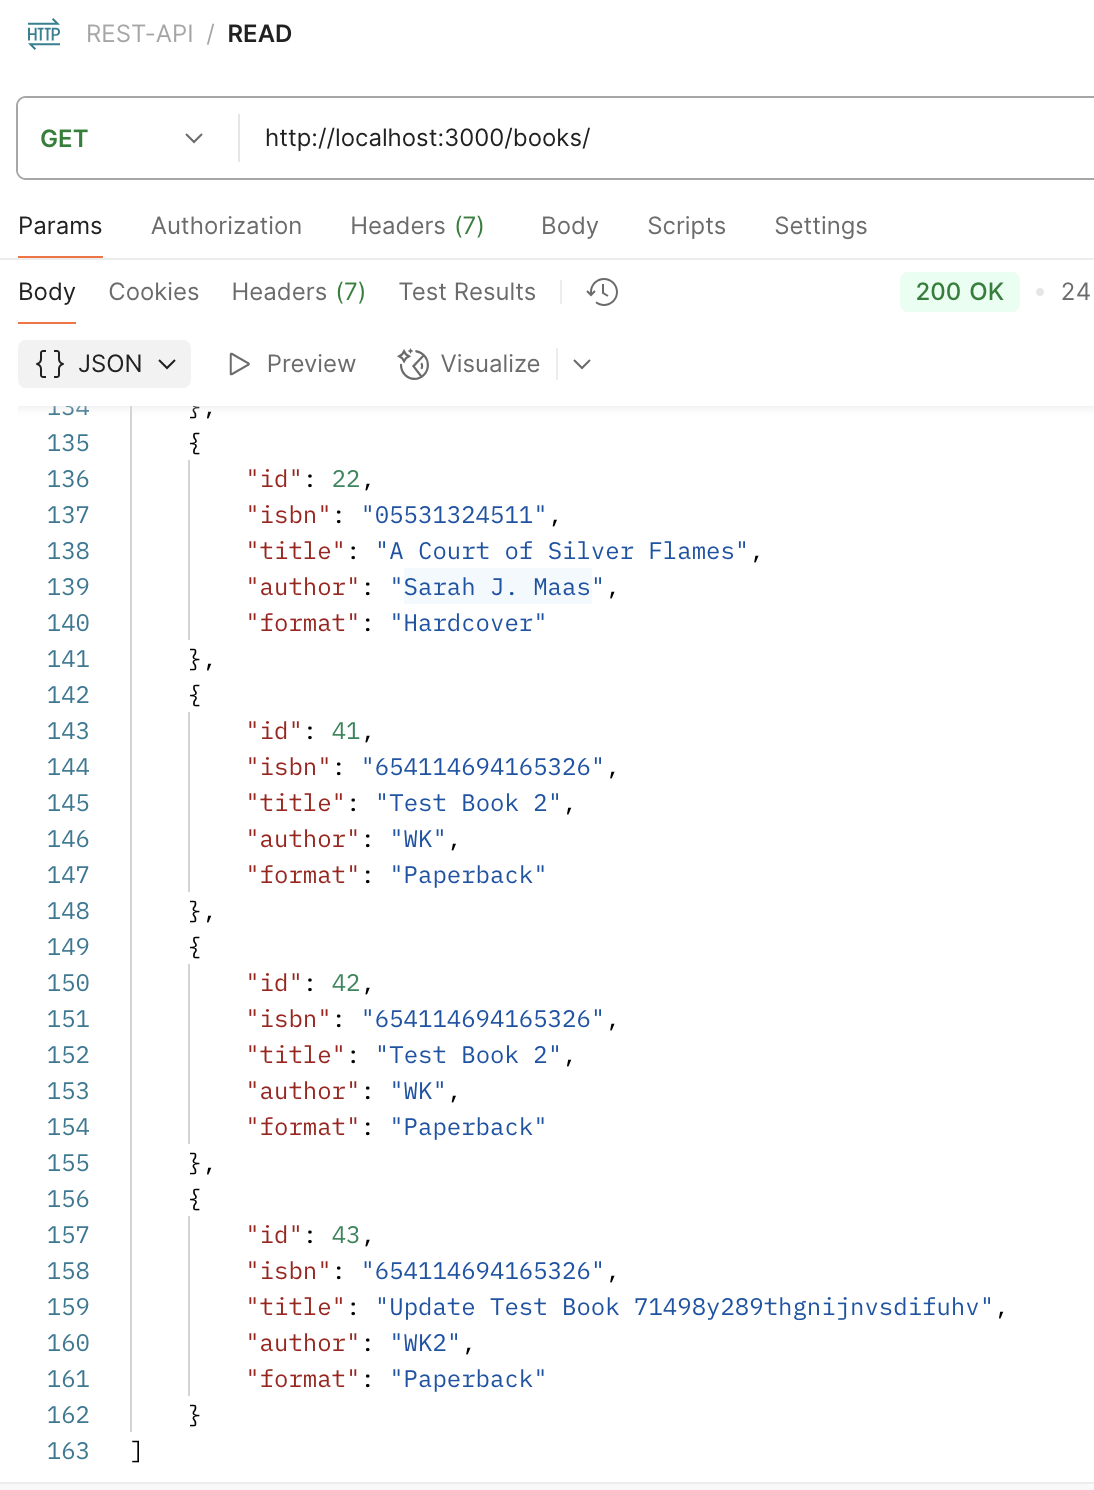 HTTP REST-API / READ
GET http://localhost:3000/books/
Params Authorization Headers (7) Body Scripts Settings
Body Cookies Headers (7) Test Results 200 OK 24
{} JSON Preview Visualize
134 },
135 {
136 "id": 22,
137 "isbn": "05531324511",
138 "title": "A Court of Silver Flames",
139 "author": "Sarah J. Maas",
140 "format": "Hardcover"
141 },
142 {
143 "id": 41,
144 "isbn": "654114694165326",
145 "title": "Test Book 2",
146 "author": "WK",
147 "format": "Paperback"
148 },
149 {
150 "id": 42,
151 "isbn": "654114694165326",
152 "title": "Test Book 2",
153 "author": "WK",
154 "format": "Paperback"
155 },
156 {
157 "id": 43,
158 "isbn": "654114694165326",
159 "title": "Update Test Book 71498y289thgnijnvsdifuhv",
160 "author": "WK2",
161 "format": "Paperback"
162 }
163 ]